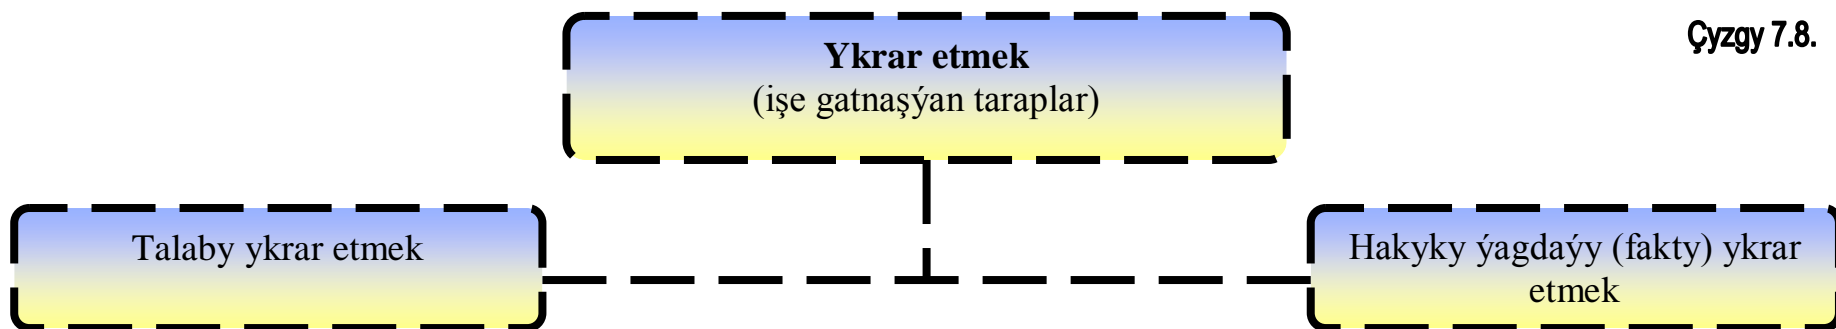 Çyzgy 7.8.
Ykrar etmek
(işe gatnaşýan taraplar)
Talaby ykrar etmek
Hakyky ýagdaýy (fakty) ykrar
etmek